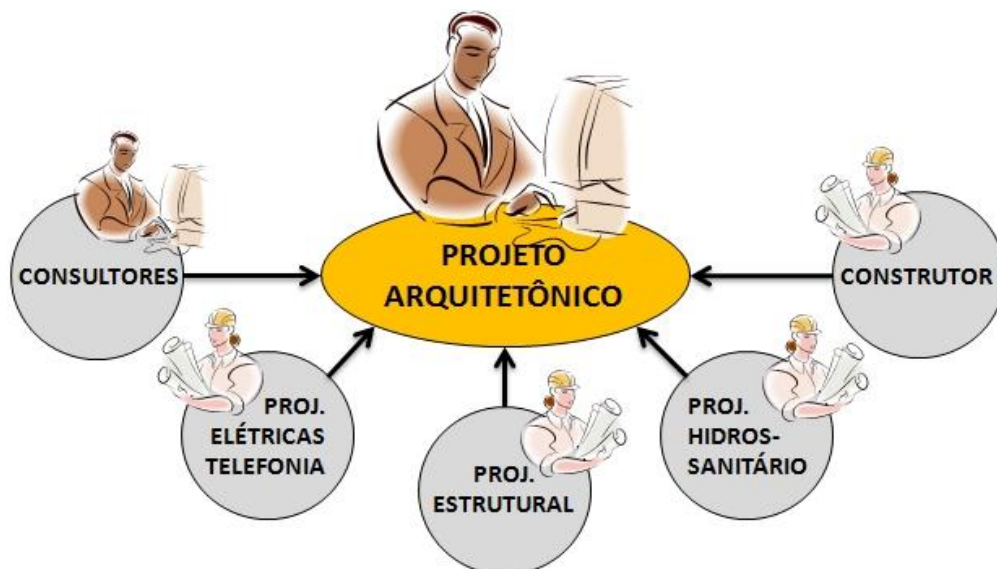 PROJETO
ARQUITETÔNICO
CONSULTORES
CONSTRUTOR
PROJ.
ELÉTRICAS
TELEFONIA
PROJ.
ESTRUTURAL
PROJ.
HIDROS-
SANITÁRIO